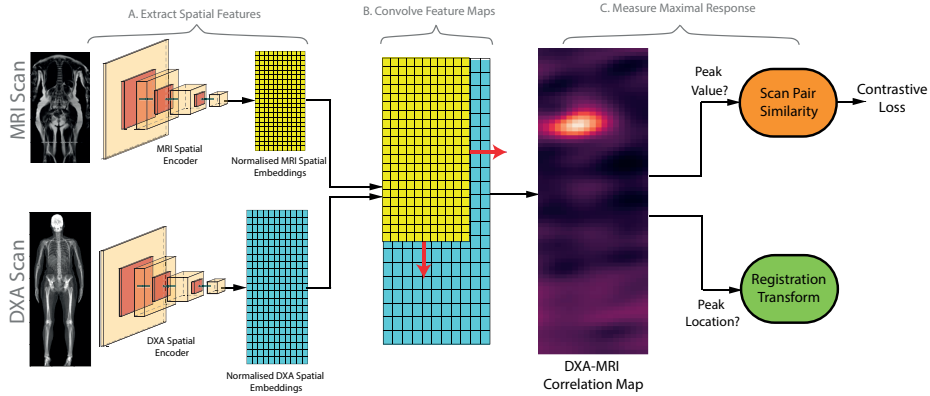 A. Extract Spatial Features
B. Convolve Feature Maps
C. Measure Maximal Response
MRI Scan
MRI Spatial
Encoder
Normalised MRI Spatial
Embeddings
Peak
Value?
Scan Pair
Similarity
Contrastive
Loss
DXA Scan
DXA Spatial
Encoder
Normalised DXA Spatial
Embeddings
DXA-MRI
Correlation Map
Peak
Location?
Registration
Transform